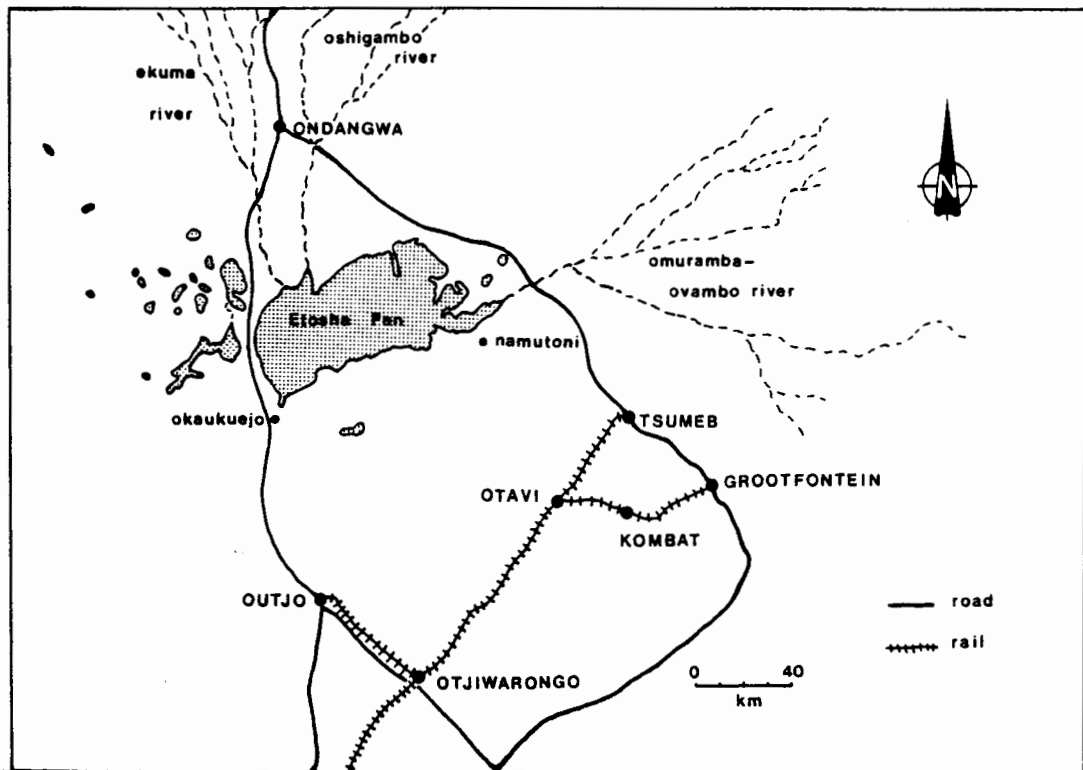 oshigambo
river
ekuma
river
ONDANGWA
N
omuramba-
ovambo river
Etosha Pan
namutoni
okaukuejo
TSUMEB
GROOTFONTEIN
OTAVI
KOMBAT
OUTJO
road
rail
OTJIWARONGO
0 40
km